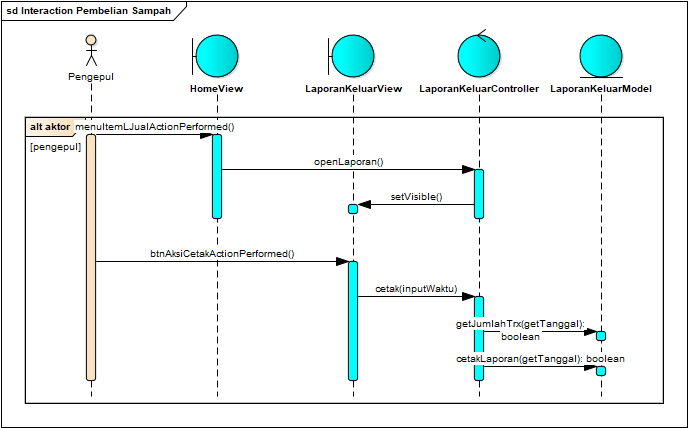 sd Interaction Pembelian Sampah
Pengepul
HomeView
LaporanKeluarView
LaporanKeluarController
LaporanKeluarModel
alt aktor
menuItemLJualActionPerformed()
[pengepul]
openLaporan()
setVisible()
btnAksiCetakActionPerformed()
cetak(inputWaktu)
getJumlahTrx(getTanggal):
boolean
cetakLaporan(getTanggal): boolean